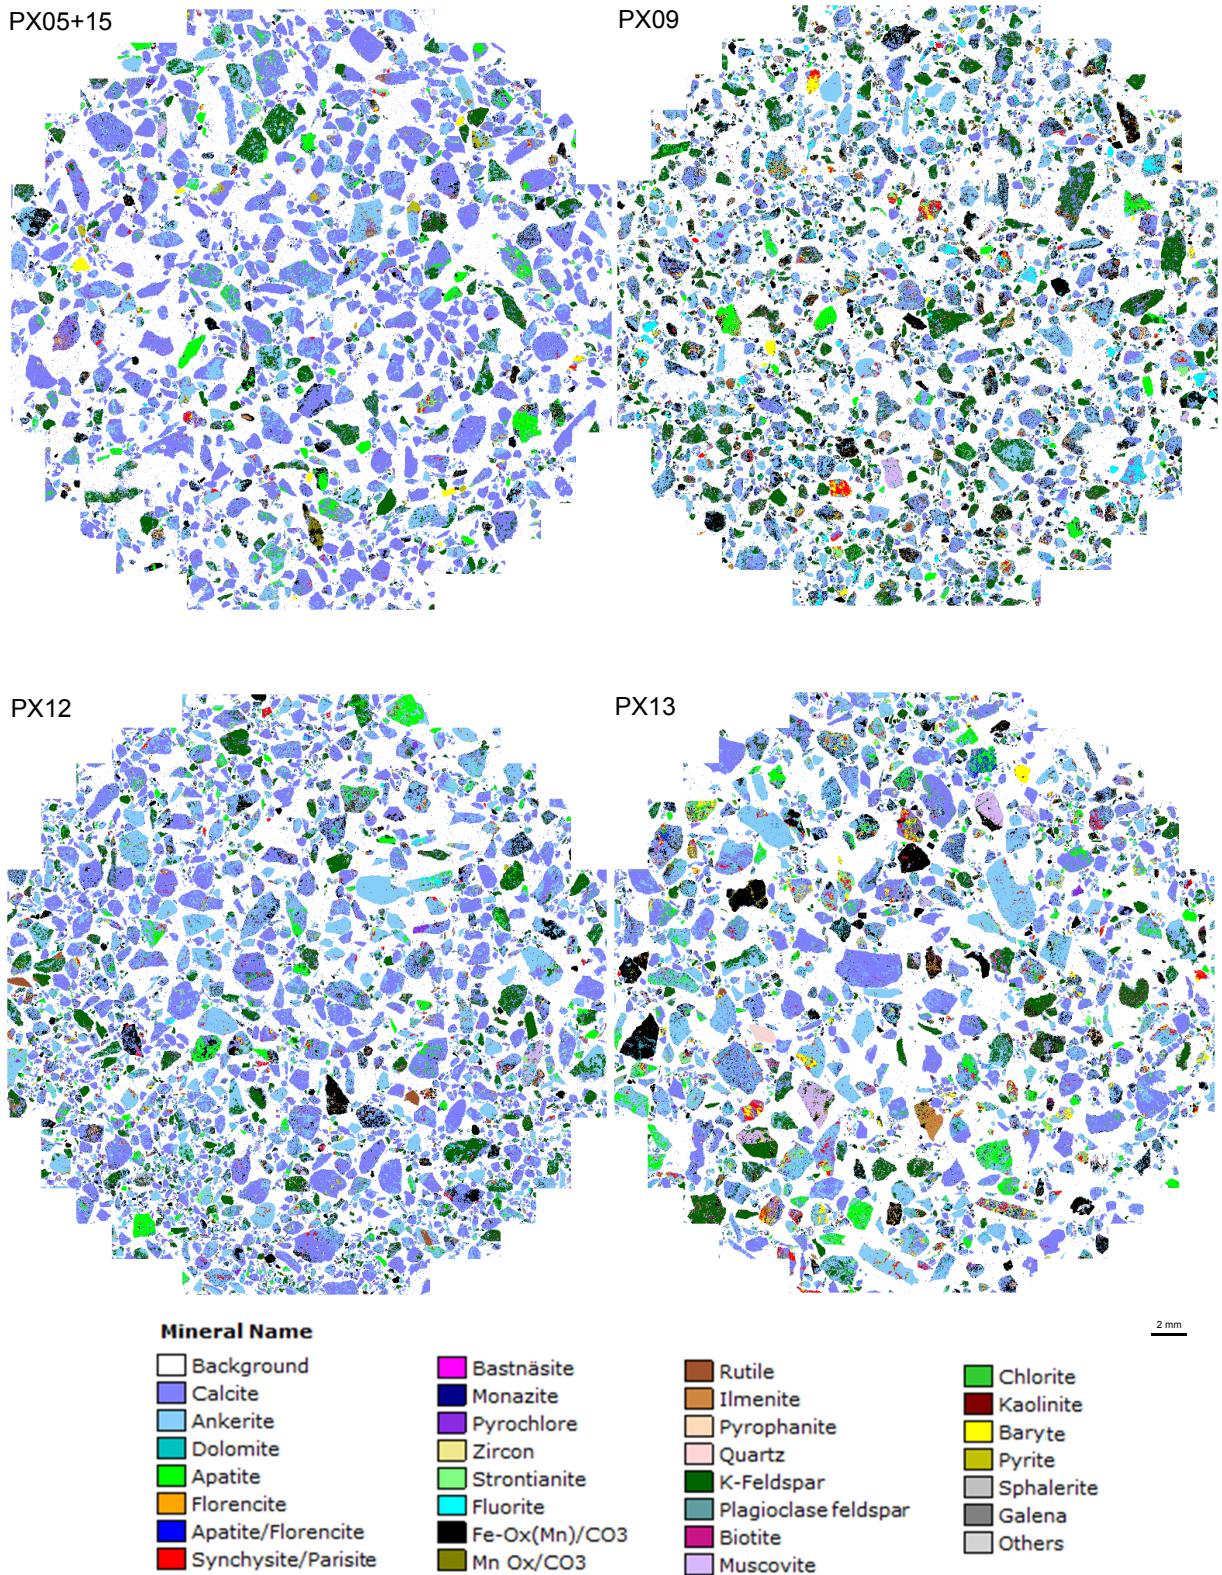 PX05+15
PX09
PX12
PX13
2 mm
Mineral Name
Background
Calcite
Ankerite
Dolomite
Apatite
Florencite
Apatite/Florencite
Synchysite/Parisite
Bastnäsite
Monazite
Pyrochlore
Zircon
Strontianite
Fluorite
Fe-Ox(Mn)/CO3
Mn Ox/CO3
Rutile
Ilmenite
Pyrophanite
Quartz
K-Feldspar
Plagioclase feldspar
Biotite
Muscovite
Chlorite
Kaolinite
Baryte
Pyrite
Sphalerite
Galena
Others